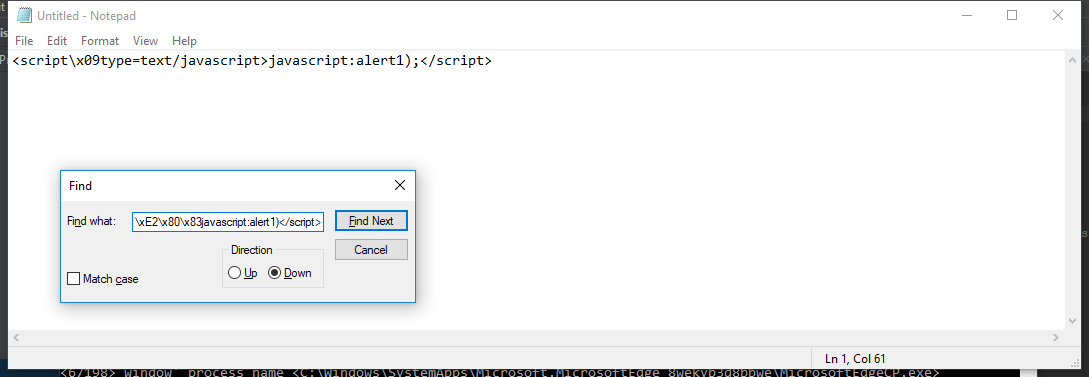 Untitled - Notepad
File Edit Format View Help
<script\x09type=text/javascript>javascript:alert1);</script>
Find
Find what: \xE2\x80\x83javascript:alert1)</script> Find Next
Direction Cancel
Up Down
Match case
Ln 1, Col 61
<6/198> window' process name <C:\Windows\SystemApps\Microsoft.MicrosoftEdge_8wekyb3d8bbwe\MicrosoftEdgeCP.exe>